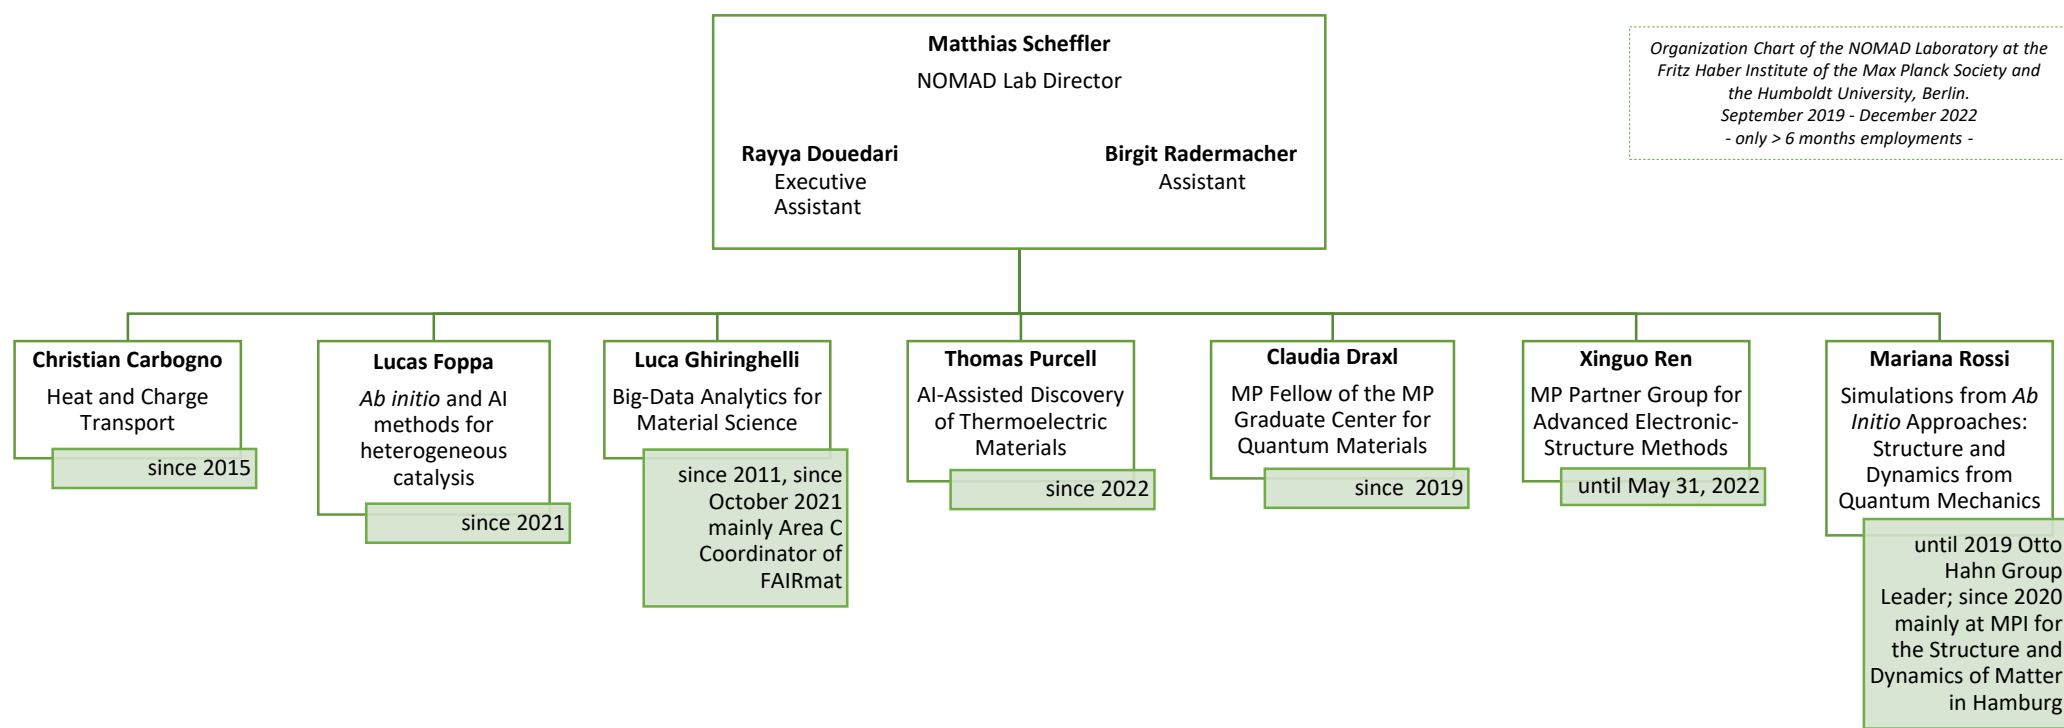 Matthias Scheffler
NOMAD Lab Director
Rayya Douedari
Executive
Assistant
Birgit Radermacher
Assistant
Organization Chart of the NOMAD Laboratory at the
Fritz Haber Institute of the Max Planck Society and
the Humboldt University, Berlin.
September 2019 - December 2022
- only > 6 months employments -
Christian Carbogno
Heat and Charge
Transport
since 2015
Lucas Foppa
Ab initio and AI
methods for
heterogeneous
catalysis
since 2021
Luca Ghiringhelli
Big-Data Analytics for
Material Science
since 2011, since
October 2021
mainly Area C
Coordinator of
FAIRmat
Thomas Purcell
AI-Assisted Discovery
of Thermoelectric
Materials
since 2022
Claudia Draxl
MP Fellow of the MP
Graduate Center for
Quantum Materials
since 2019
Xinguo Ren
MP Partner Group for
Advanced Electronic-
Structure Methods
until May 31, 2022
Mariana Rossi
Simulations from Ab
Initio Approaches:
Structure and
Dynamics from
Quantum Mechanics
until 2019 Otto
Hahn Group
Leader; since 2020
mainly at MPI for
the Structure and
Dynamics of Matter
in Hamburg